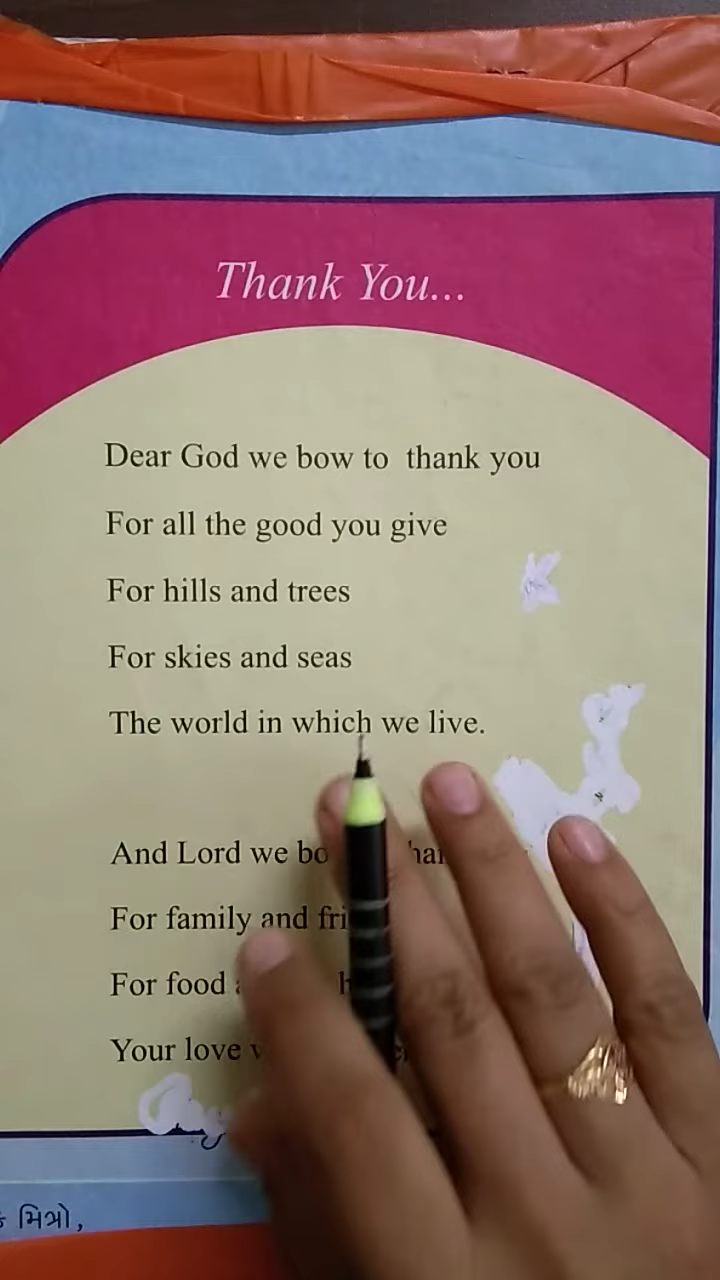 Thank You...
Dear God we bow to thank you
For all the good you give
For hills and trees
For skies and seas
The world in which we live.
And Lord we
For family and
For food
Your love
મિત્રો,